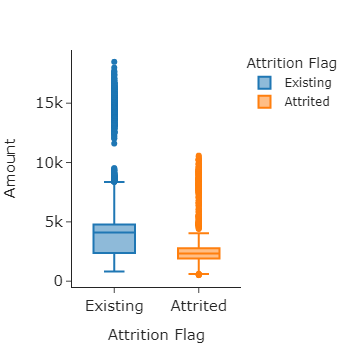 Attrition Flag
Existing
Attrited
Amount
15k
10k
5k
0
Existing
Attrited
Attrition Flag